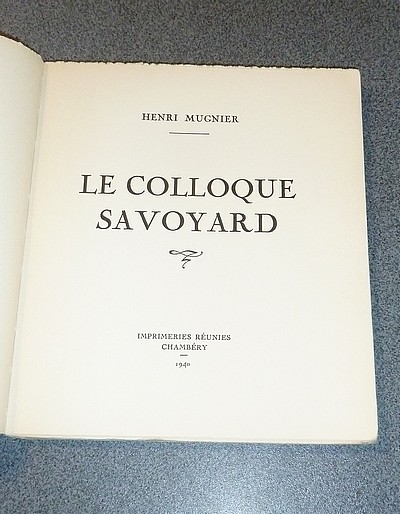 HENRI MUGNIER
LE COLLOQUE
SAVOYARD
IMPRIMERIES RÉUNIES
CHAMBÉRY
1940